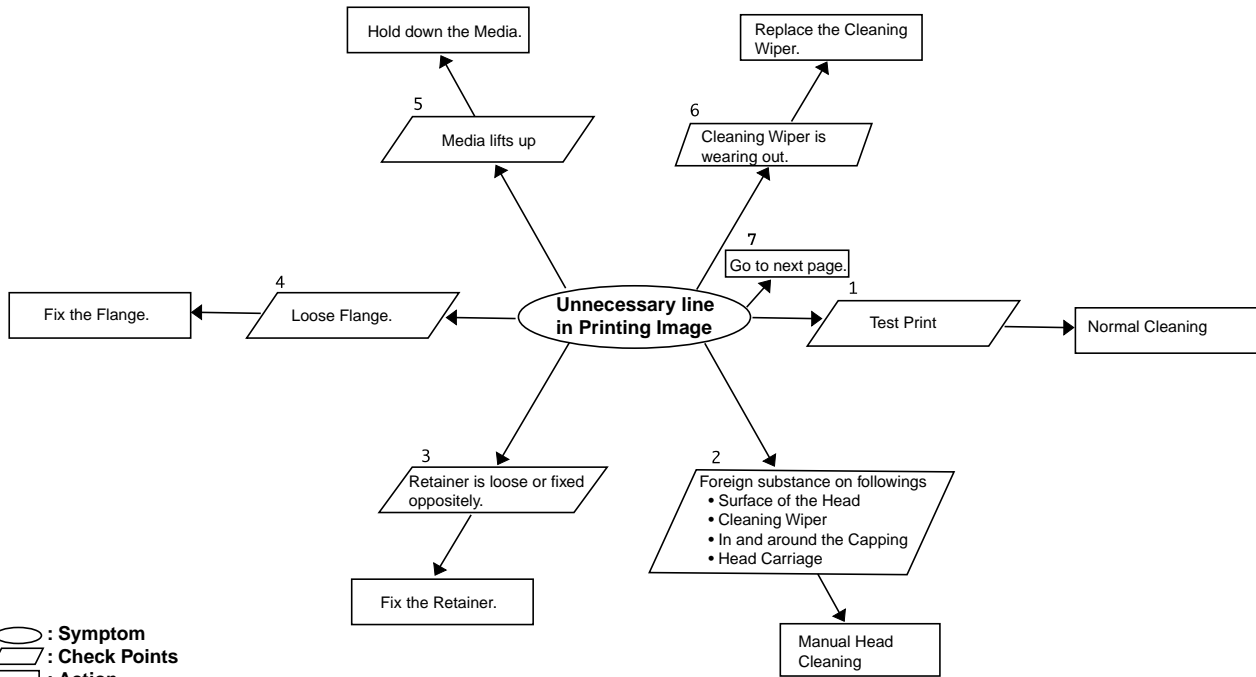 Hold down the Media.
Replace the Cleaning
Wiper.
5
Media lifts up
6
Cleaning Wiper is
wearing out.
7
Go to next page.
4
Loose Flange.
Fix the Flange.
Unnecessary line
in Printing Image
1
Test Print
Normal Cleaning
3
Retainer is loose or fixed
oppositely.
Fix the Retainer.
2
Foreign substance on followings
• Surface of the Head
• Cleaning Wiper
• In and around the Capping
• Head Carriage
Manual Head
Cleaning
: Symptom
: Check Points
: Action